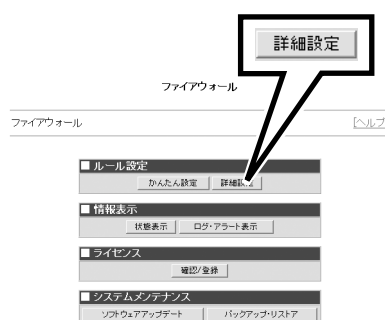 詳細設定
ファイアウォール
ファイアウォール [ヘルプ
■ ルール設定
かんたん設定 詳細設定
■ 情報表示
状態表示 ログ・アラート表示
■ ライセンス
確認/登録
■ システムメンテナンス
ソフトウェアアップデート バックアップ・リストア